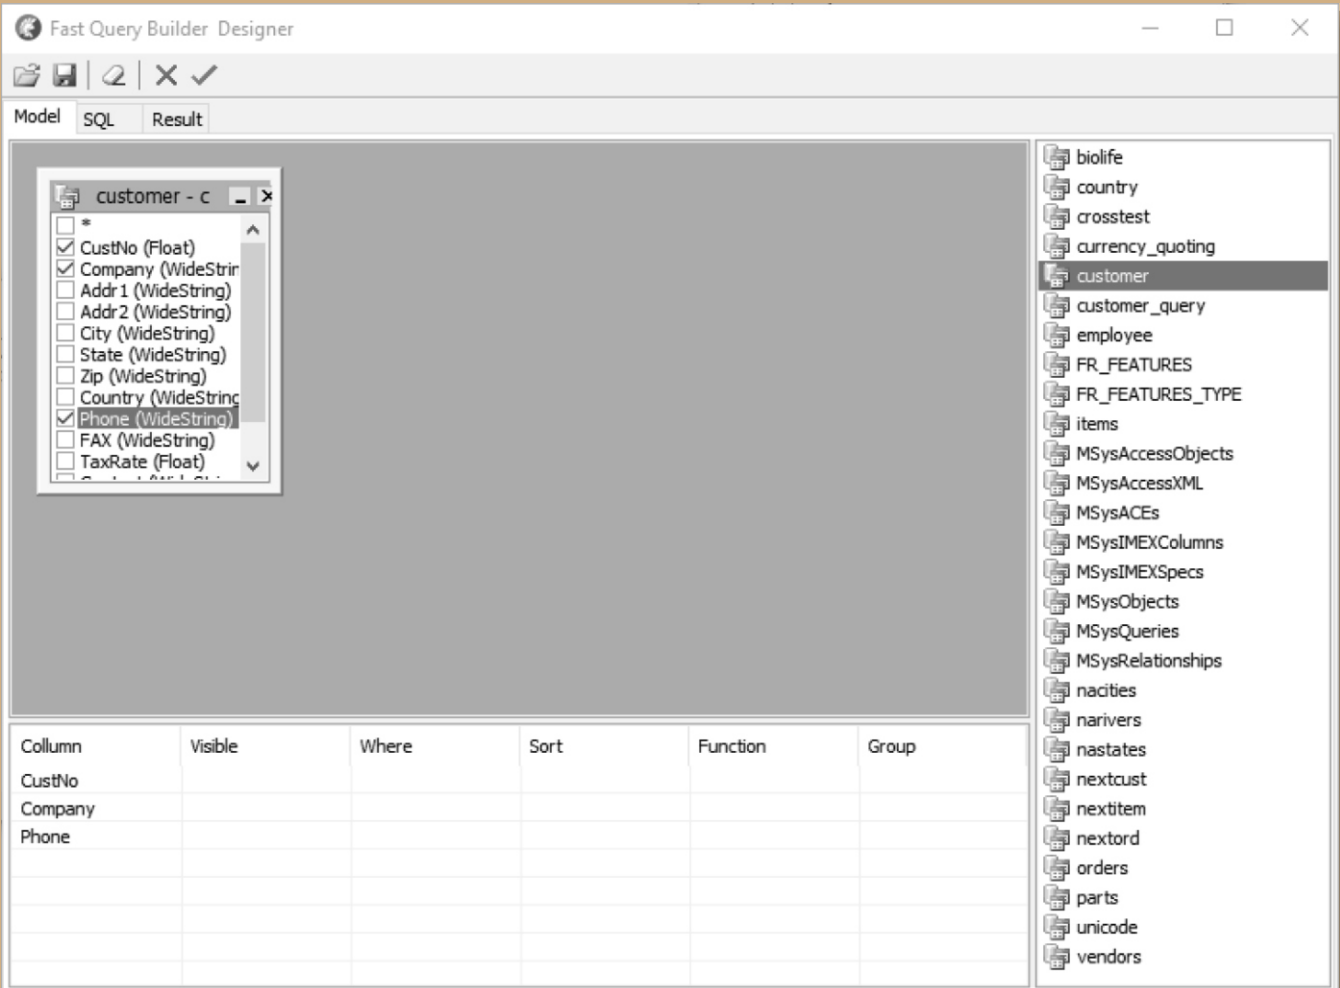 Fast Query Builder Designer
Model SQL Result
customer - c
*
CustNo (Float)
Company (WideStrin
Addr1 (WideString)
Addr2 (WideString)
City (WideString)
State (WideString)
Zip (WideString)
Country (WideString
Phone (WideString)
FAX (WideString)
TaxRate (Float)
biolife
country
crosstest
currency_quoting
customer
customer_query
employee
FR_FEATURES
FR_FEATURES_TYPE
items
MSysAccessObjects
MSysAccessXML
MSysACEs
MSysIMEXColumns
MSysIMEXSpecs
MSysObjects
MSysQueries
MSysRelationships
nacities
narivers
nastates
nextcust
nextitem
nextord
orders
parts
unicode
vendors
Collumn Visible Where Sort Function Group
CustNo
Company
Phone